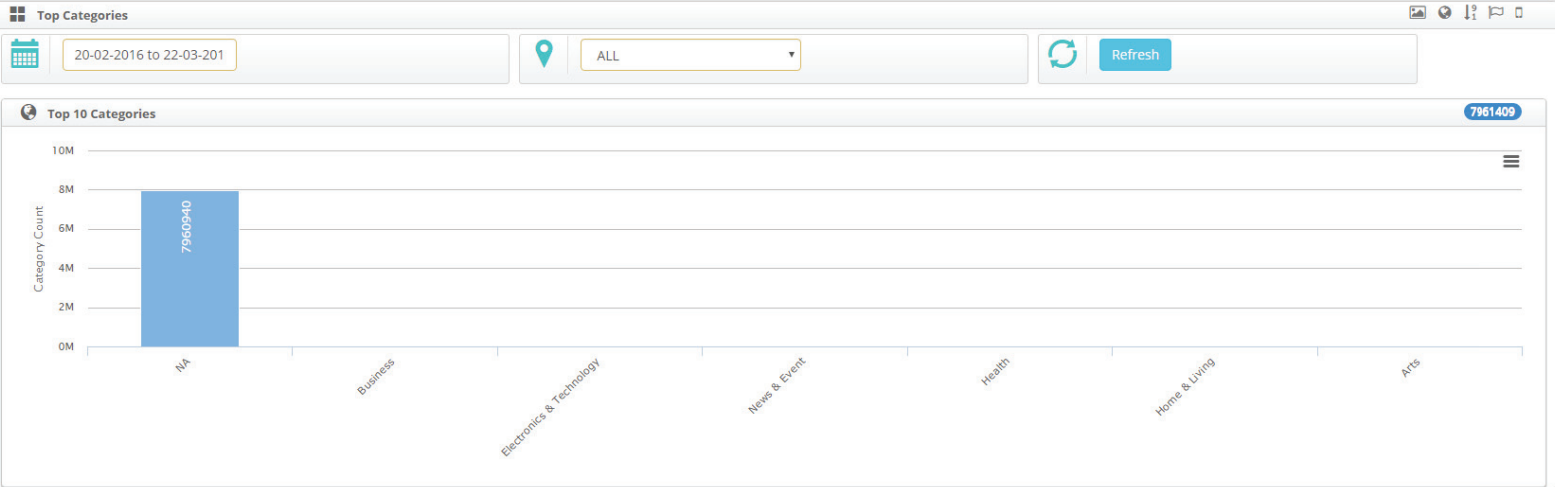 Top Categories
20-02-2016 to 22-03-201
ALL
Refresh
Top 10 Categories
7961409
10M
8M
6M
4M
2M
0M
Category Count
7960940
NA
Business
Electronics & Technology
News & Event
Health
Home & Living
Arts